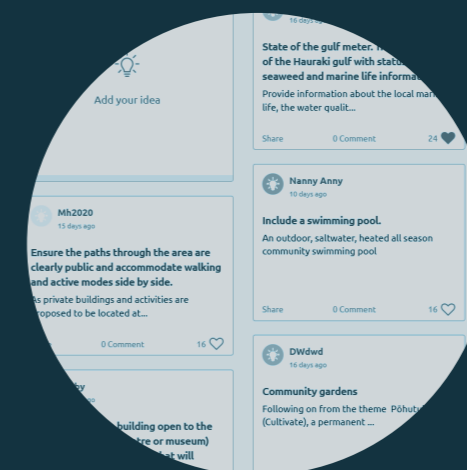 Add your idea
Mh2020
15 days ago
Ensure the paths through the area are
clearly public and accommodate walking
and active modes side by side.
As private buildings and activities are
proposed to be located at...
0 Comment
16
building open to the
tre or museum)
hat will
16 days ago
State of the gulf meter.
of the Hauraki gulf with
seaweed and marine life
Provide information about the local
life, the water qualit...
Share
0 Comment
24
Nanny Anny
10 days ago
Include a swimming pool.
An outdoor, saltwater, heated all season
community swimming pool
Share
0 Comment
16
DWdwd
16 days ago
Community gardens
Following on from the theme
(Cultivate), a permanent ...